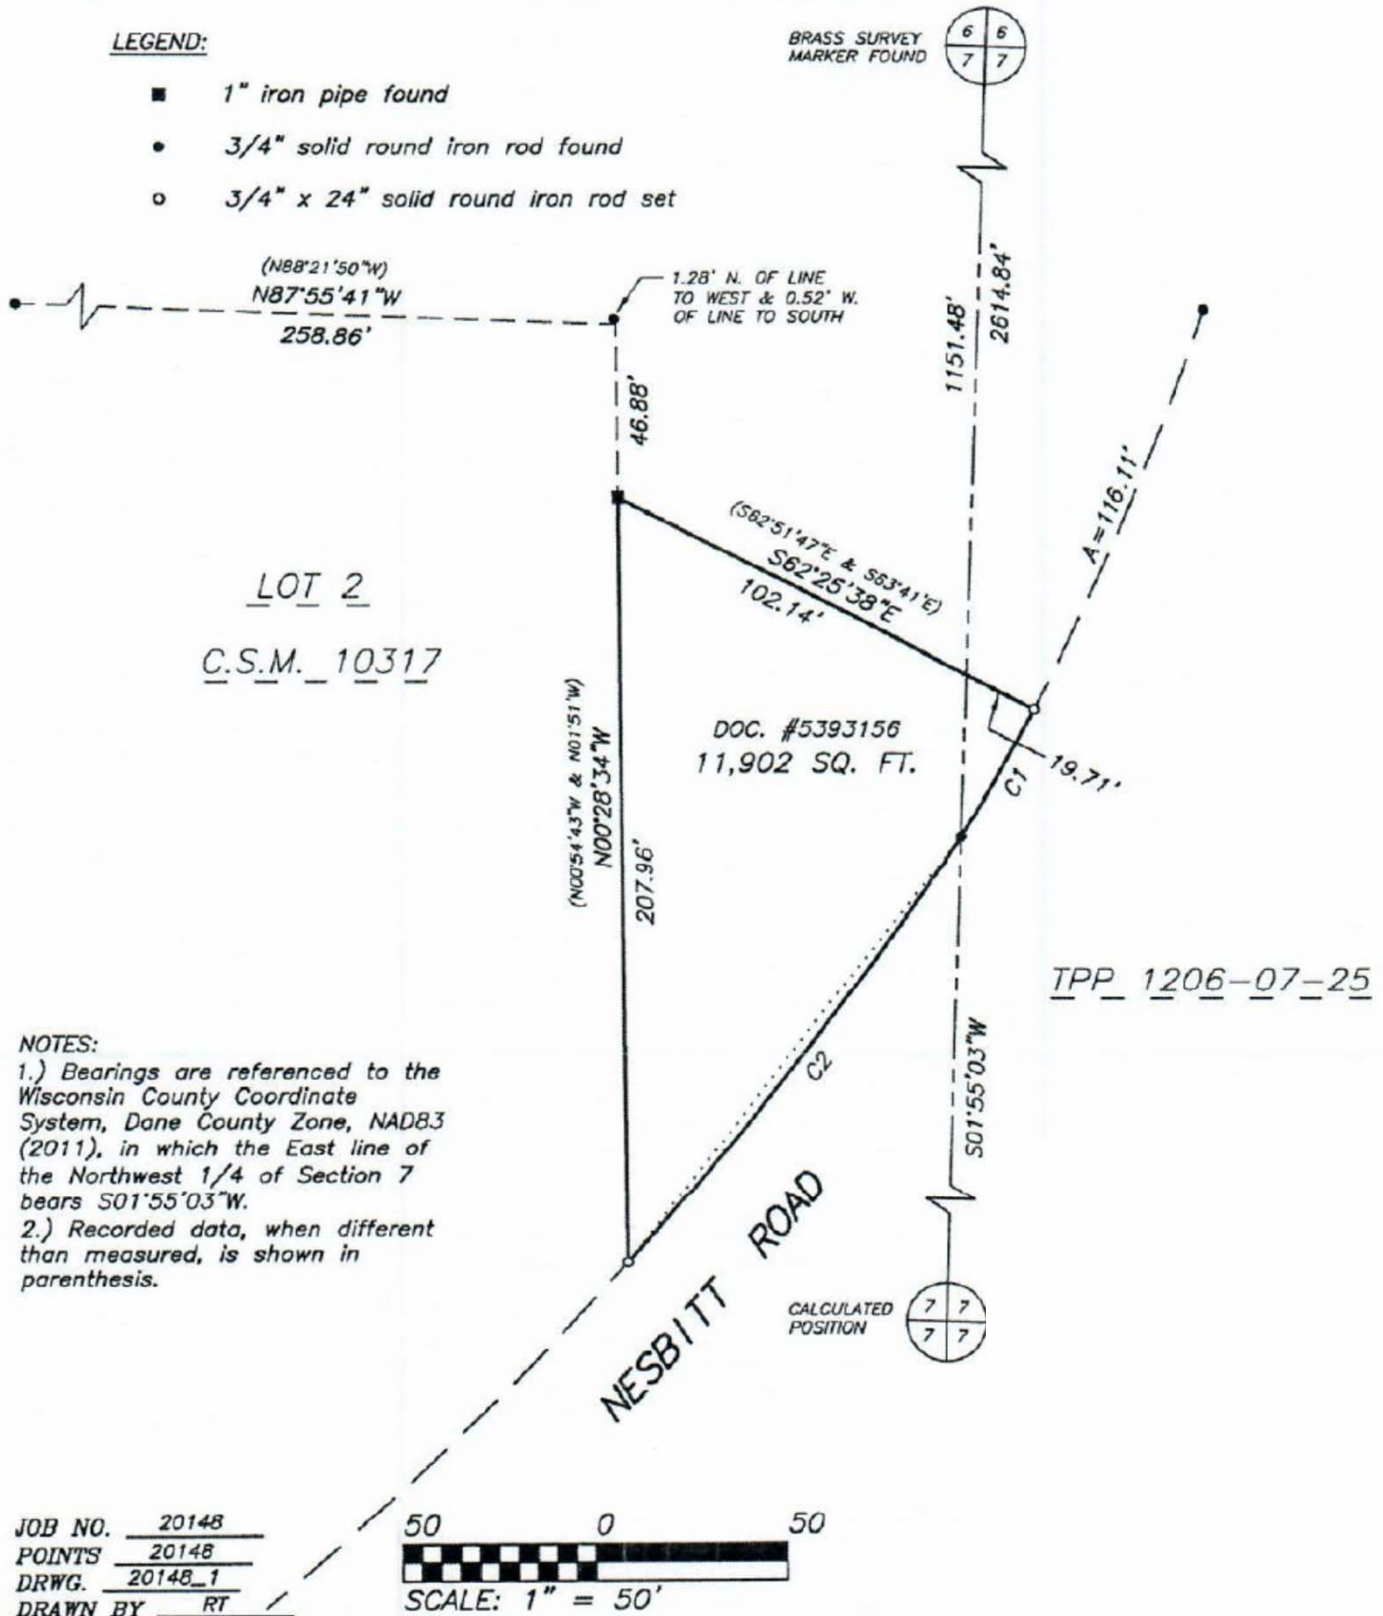 LEGEND:
1" iron pipe found
3/4" solid round iron rod found
3/4" x 24" solid round iron rod set
BRASS SURVEY
MARKER FOUND
6 6
7 7
(N88°21'50"W)
N87°55'41"W
258.86'
1.28' N. OF LINE
TO WEST & 0.52' W.
OF LINE TO SOUTH
46.88'
1151.48'
2614.84'
A=116.11'
(S62°51'47"E & S63°41'E)
S62°25'38"E
102.14'
LOT 2
C.S.M. 10317
(N00°54'43"W & N01°51'W)
N00°28'34"W
207.96'
DOC. #5393156
11,902 SQ. FT.
19.71'
C1
C2
TPP 1206-07-25
S01°55'03"W
NOTES:
1.) Bearings are referenced to the
Wisconsin County Coordinate
System, Dane County Zone, NAD83
(2011), in which the East line of
the Northwest 1/4 of Section 7
bears S01°55'03"W.
2.) Recorded data, when different
than measured, is shown in
parenthesis.
NESBITT ROAD
CALCULATED
POSITION
7 7
7 7
JOB NO. 20148
POINTS 20148
DRWG. 20148_1
DRAWN BY RT
50 0 50
SCALE: 1" = 50'